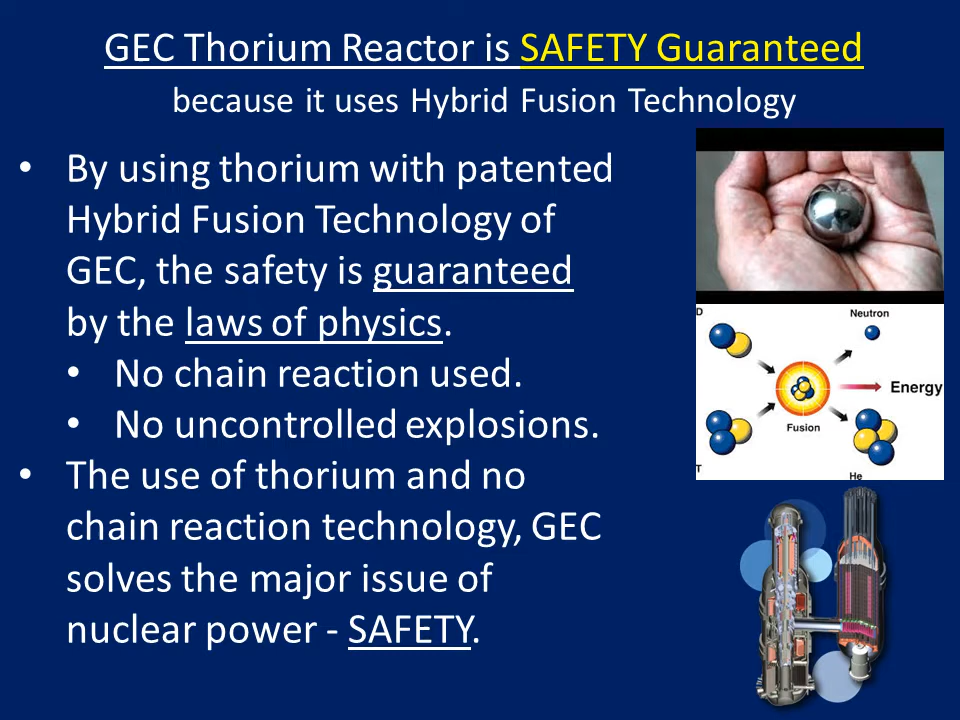 GEC Thorium Reactor is SAFETY Guaranteed
because it uses Hybrid Fusion Technology
• By using thorium with patented
Hybrid Fusion Technology of
GEC, the safety is guaranteed
by the laws of physics.
• No chain reaction used.
• No uncontrolled explosions.
• The use of thorium and no
chain reaction technology, GEC
solves the major issue of
nuclear power - SAFETY.
D
Neutron
Energy
Fusion
T
He